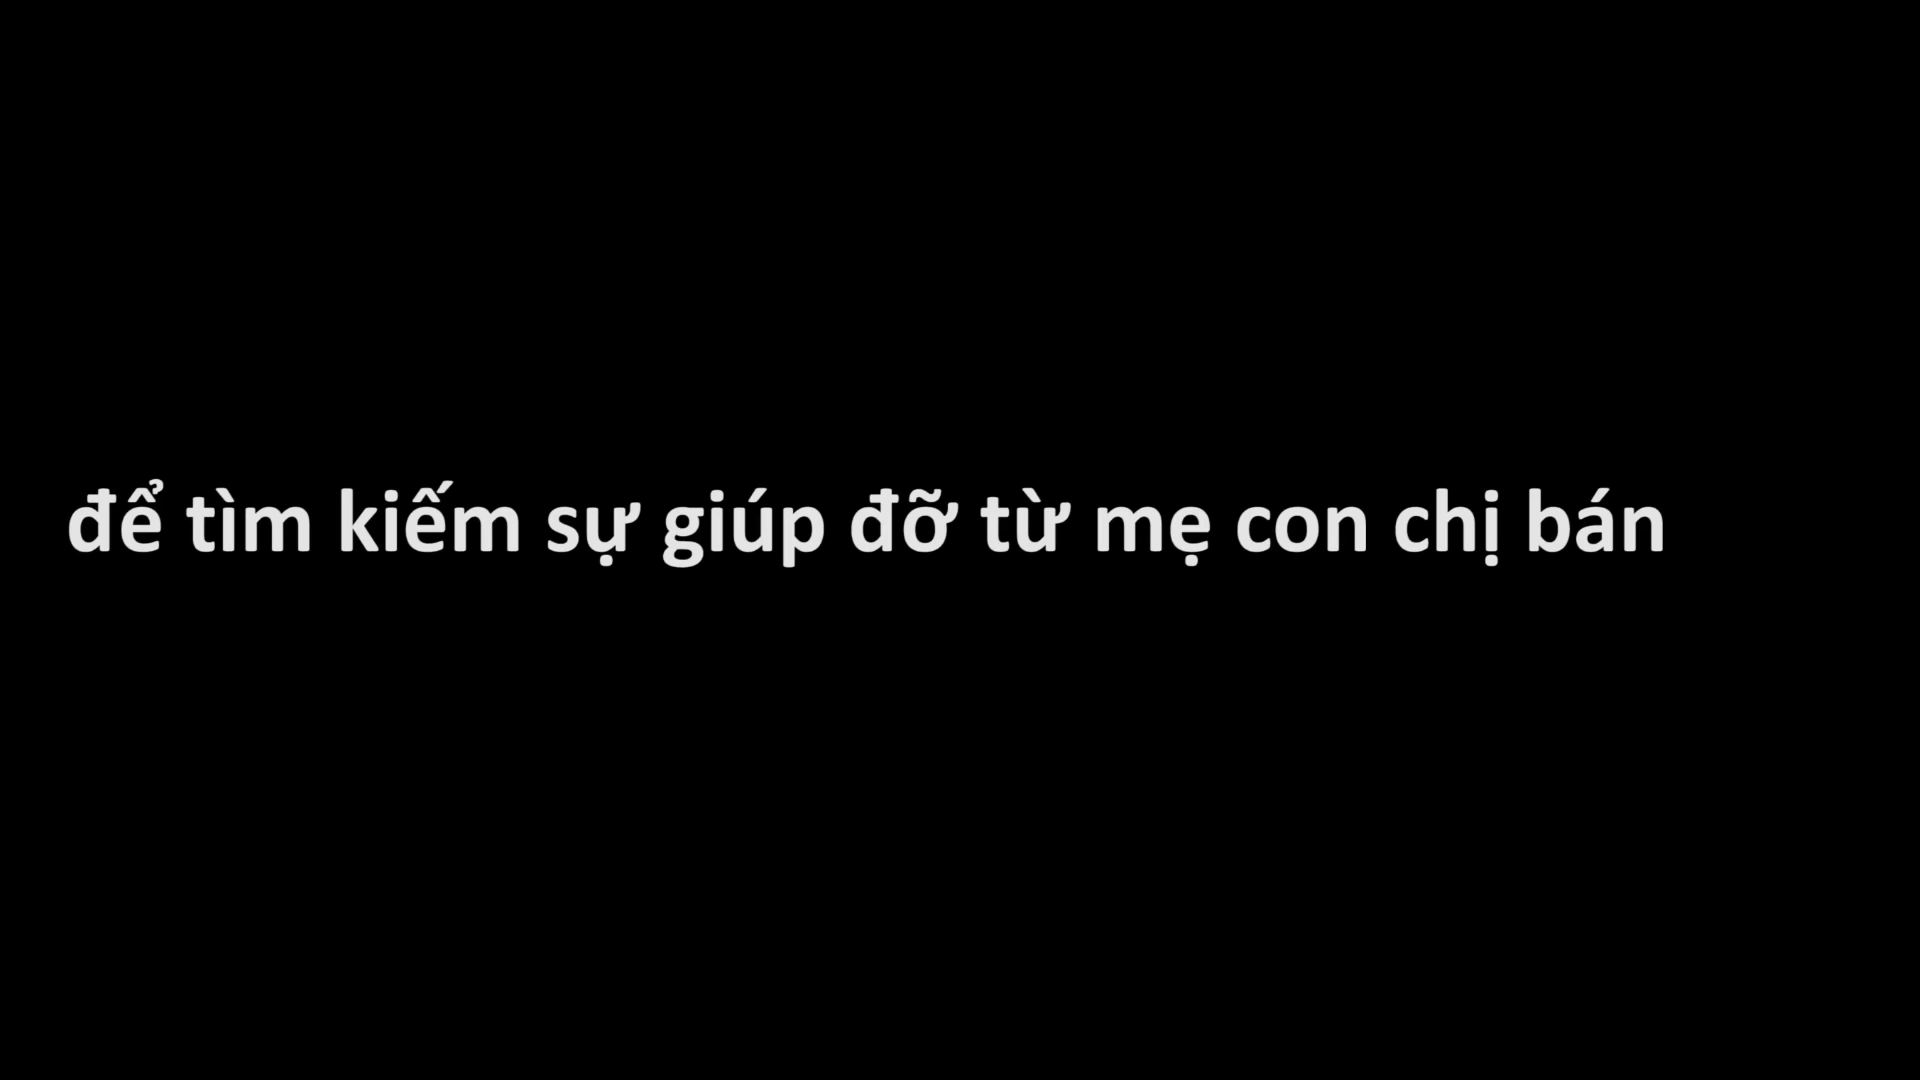 để tìm kiếm sự giúp đỡ từ mẹ con chị bán